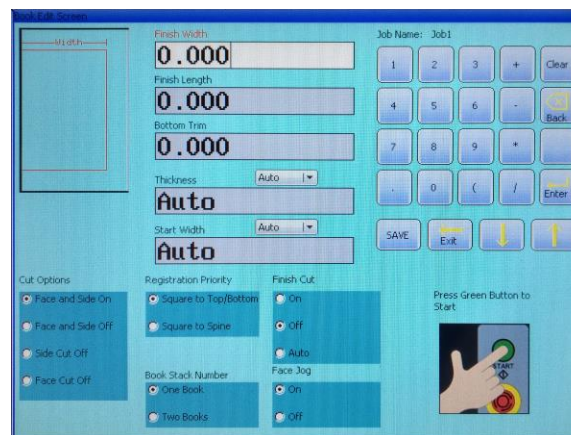 Book Edit Screen
Width
Finish Width
0.000
Finish Length
0.000
Bottom Trim
0.000
Thickness
Auto
Auto
Start Width
Auto
Auto
Job Name: Job1
1 2 3 + Clear
4 5 6 - Back
7 8 9 *
. 0 ( / Enter
SAVE Exit
Cut Options
Face and Side On
Face and Side Off
Side Cut Off
Face Cut Off
Registration Priority
Square to Top/Bottom
Square to Spine
Book Stack Number
One Book
Two Books
Finish Cut
On
Off
Auto
Face Jog
On
Off
Press Green Button to
Start
START